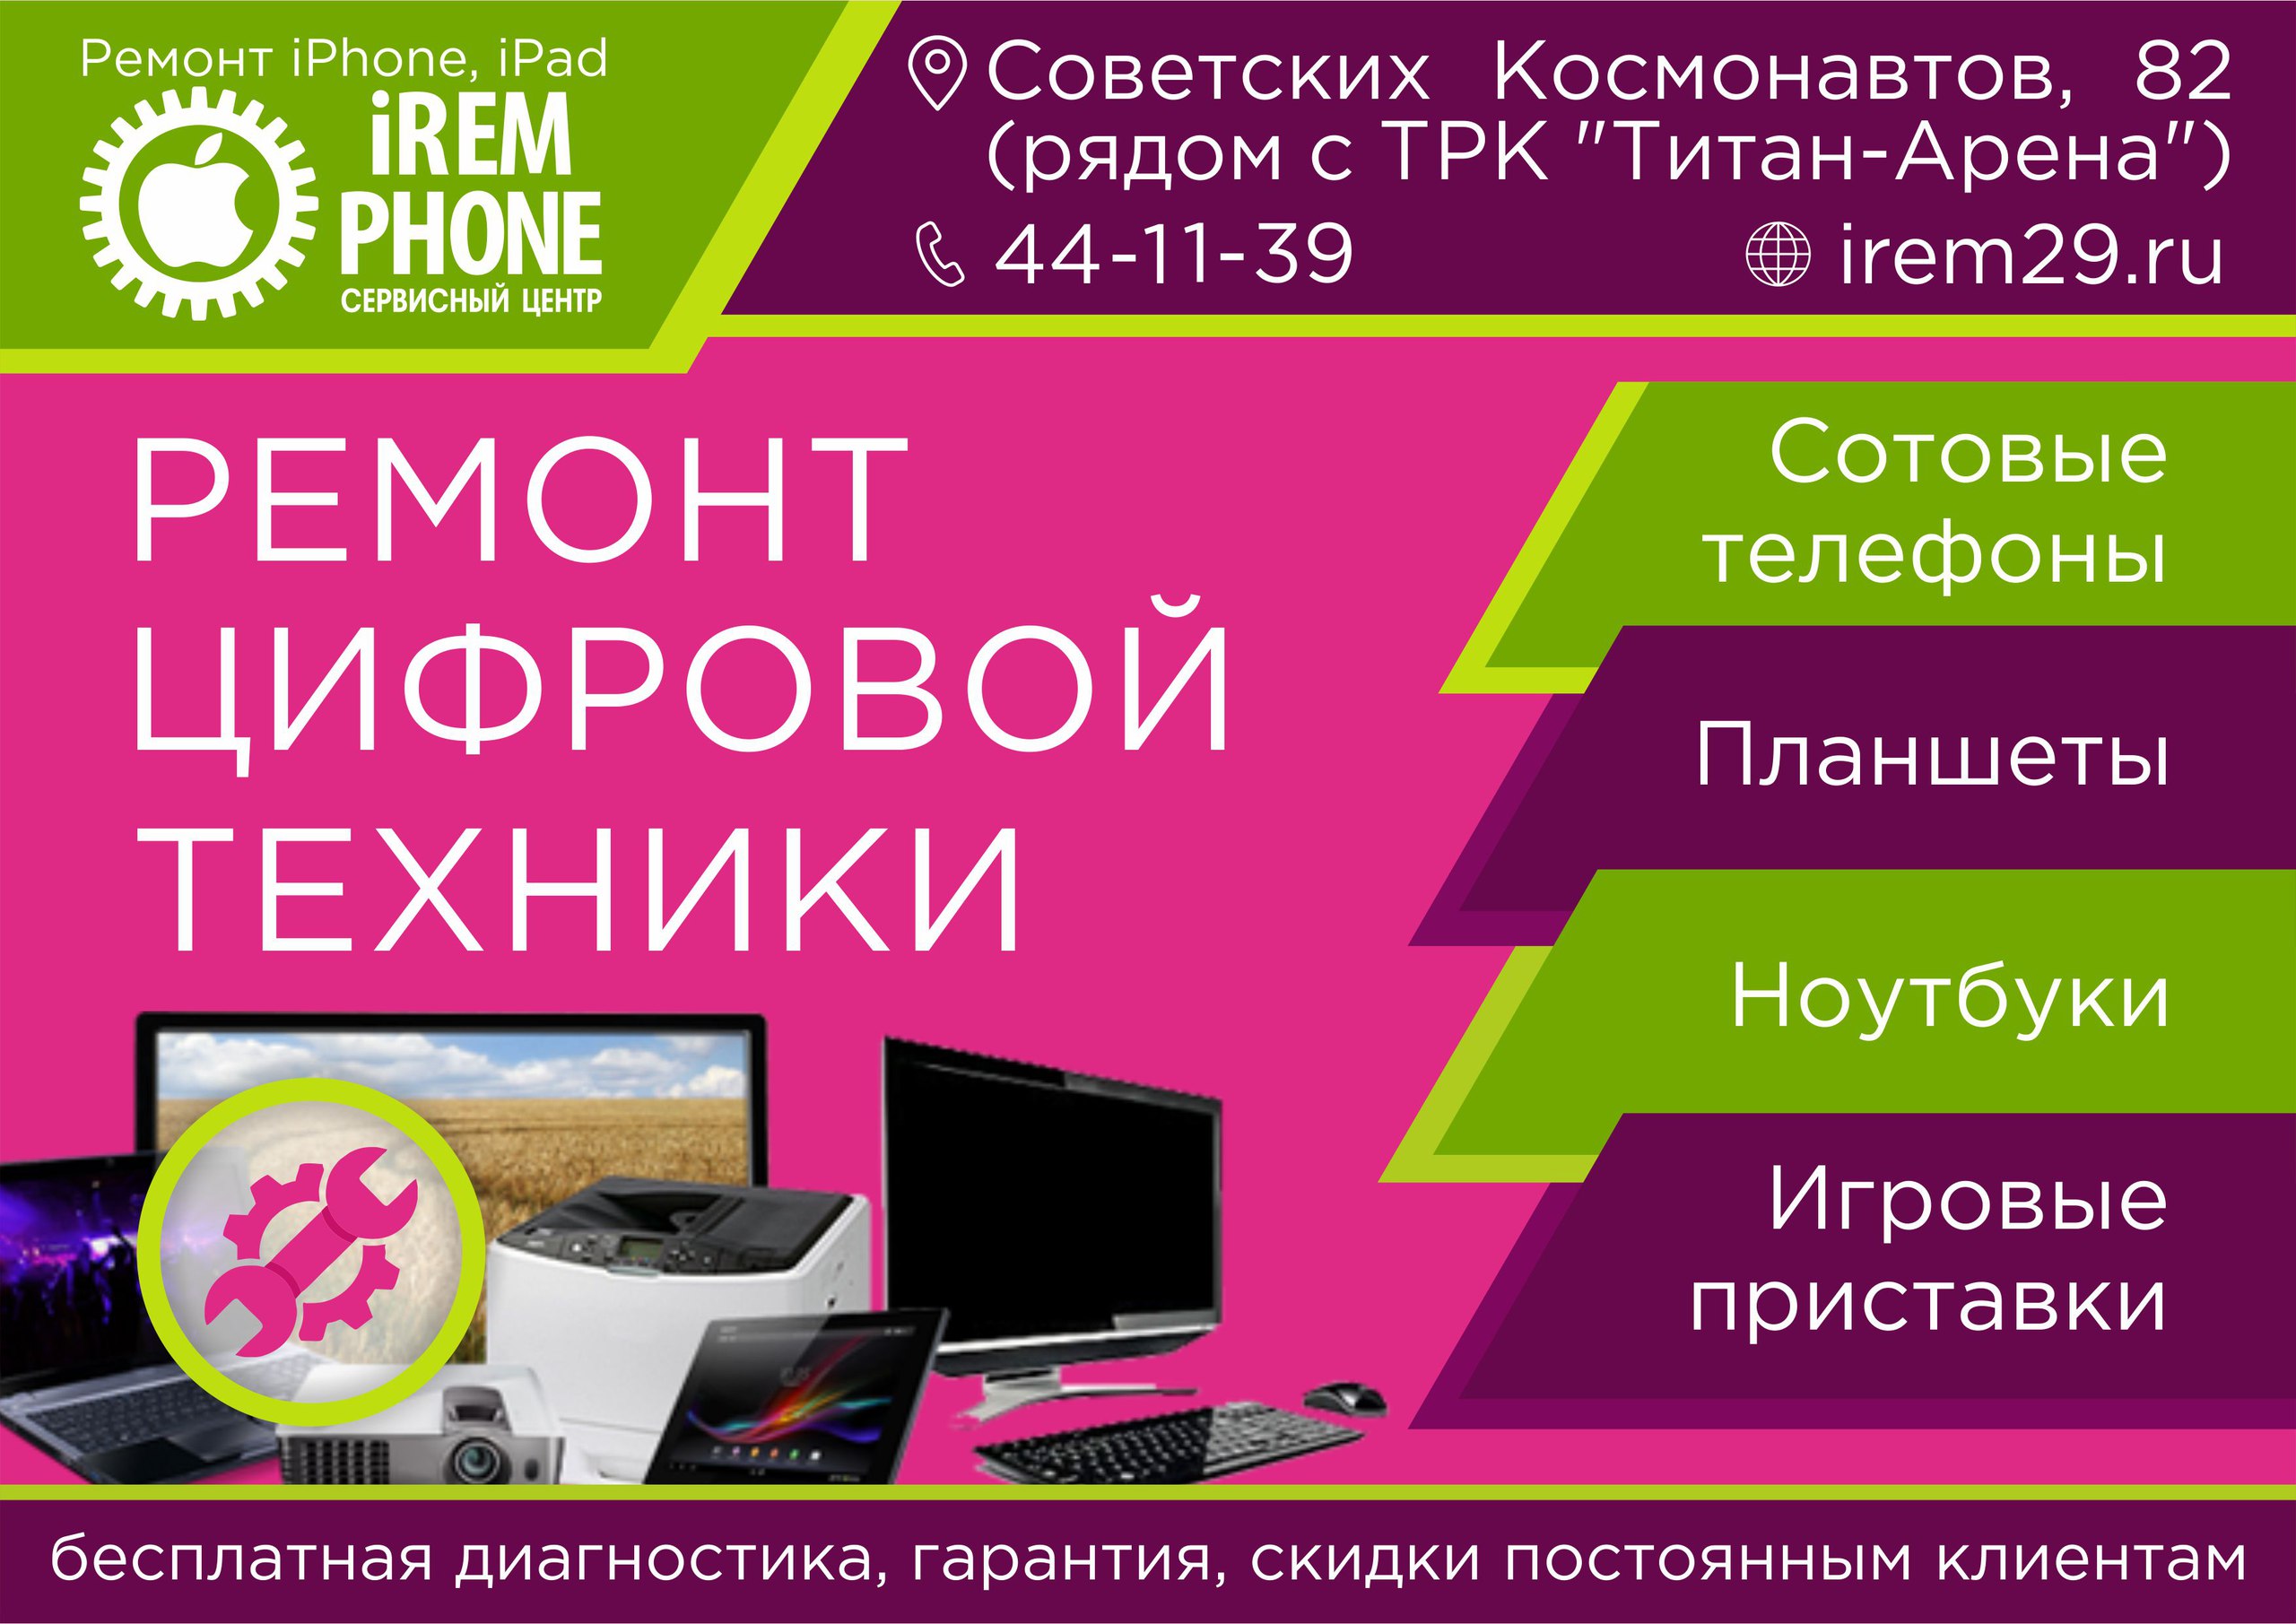 Ремонт iPhone, iPad
iREM
PHONE
СЕРВИСНЫЙ ЦЕНТР
Советских Космонавтов, 82
(рядом с ТРК "Титан-Арена")
44-11-39
irem29.ru
РЕМОНТ
ЦИФРОВОЙ
ТЕХНИКИ
Сотовые
телефоны
Планшеты
Ноутбуки
Игровые
приставки
бесплатная диагностика, гарантия, скидки постоянным клиентам